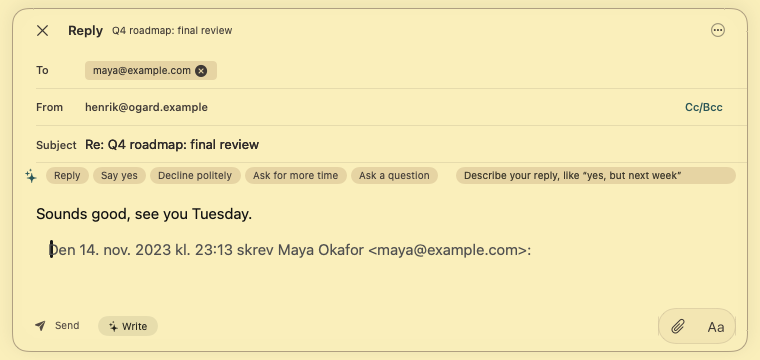 Reply Q4 roadmap: final review
To maya@example.com
From henrik@ogard.example Cc/Bcc
Subject Re: Q4 roadmap: final review
Reply Say yes Decline politely Ask for more time Ask a question Describe your reply, like “yes, but next week”
Sounds good, see you Tuesday.
Den 14. nov. 2023 kl. 23:13 skrev Maya Okafor <maya@example.com>:
Send Write Aa